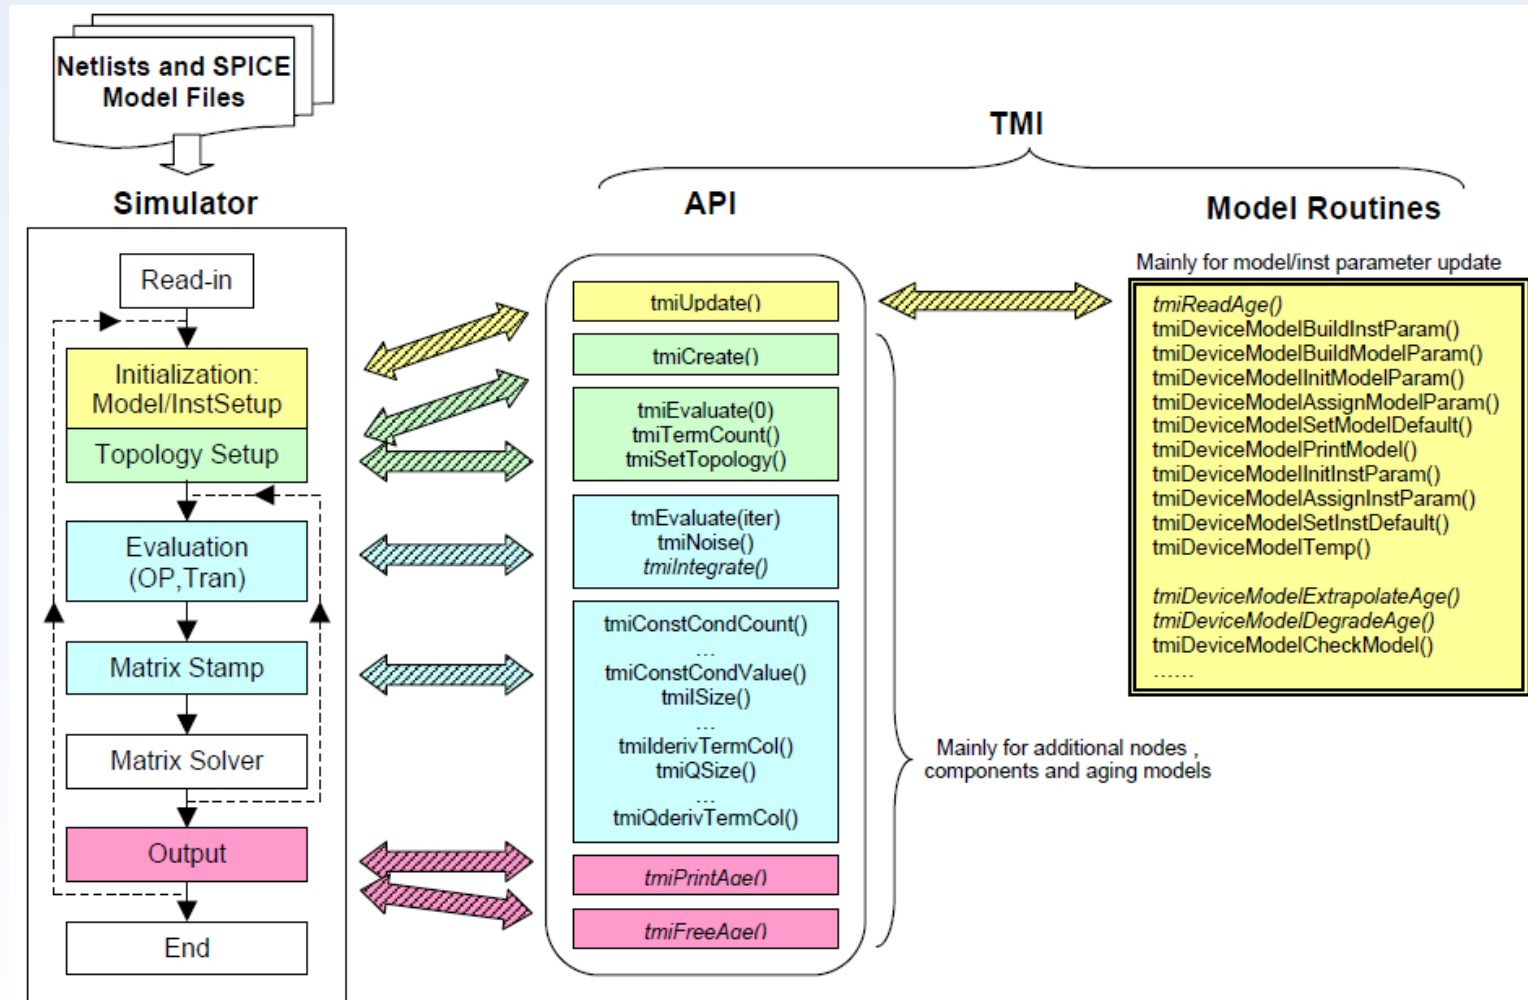 Netlists and SPICE
Model Files
TMI
Simulator
API
Model Routines
Read-in
Initialization:
Model/InstSetup
Topology Setup
Evaluation
(OP,Tran)
Matrix Stamp
Matrix Solver
Output
End
tmiUpdate()
tmiCreate()
tmiEvaluate(0)
tmiTermCount()
tmiSetTopology()
tmEvaluate(iter)
tmiNoise()
tmiIntegrate()
tmiConstCondCount()
...
tmiConstCondValue()
tmiISize()
...
tmiIderivTermCol()
tmiQSize()
...
tmiQderivTermCol()
tmiPrintAge()
tmiFreeAge()
Mainly for model/inst parameter update
tmiReadAge()
tmiDeviceModelBuildInstParam()
tmiDeviceModelBuildModelParam()
tmiDeviceModelInitModelParam()
tmiDeviceModelAssignModelParam()
tmiDeviceModelSetModelDefault()
tmiDeviceModelPrintModel()
tmiDeviceModelInitInstParam()
tmiDeviceModelAssignInstParam()
tmiDeviceModelSetInstDefault()
tmiDeviceModelTemp()
tmiDeviceModelExtrapolateAge()
tmiDeviceModelDegradeAge()
tmiDeviceModelCheckModel()
......
Mainly for additional nodes ,
components and aging models